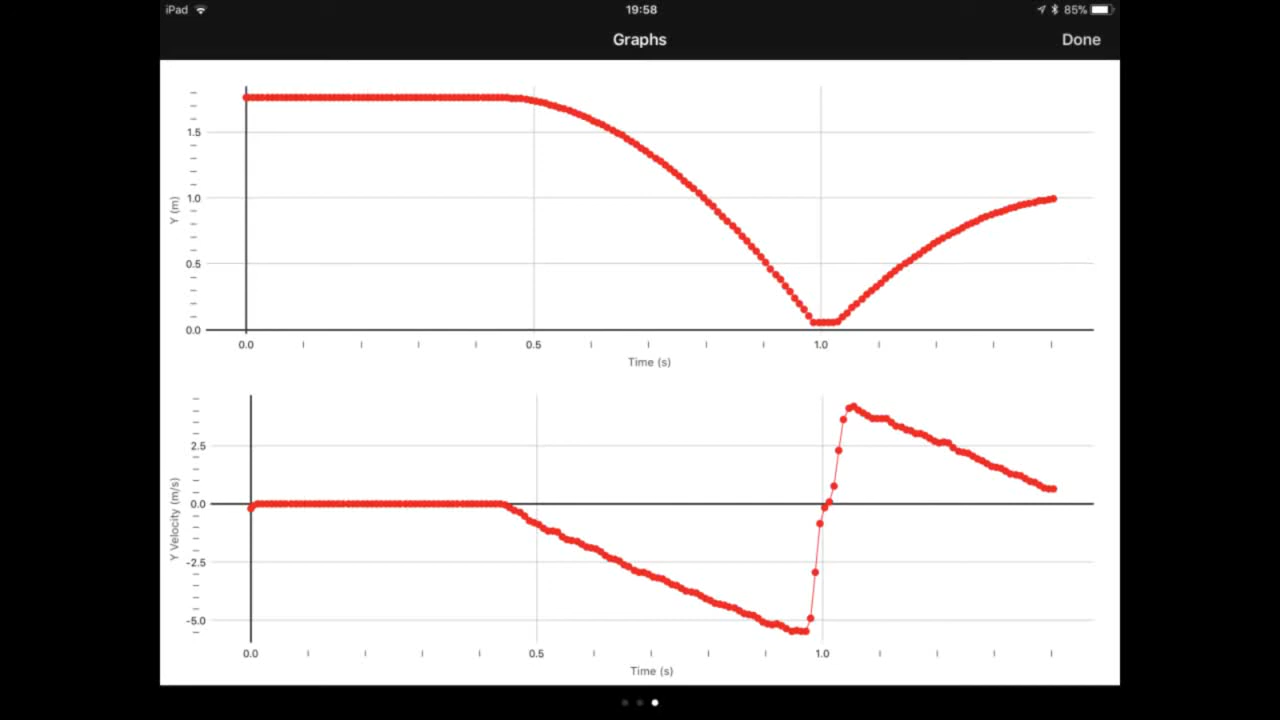 iPad 19:58 85%
Graphs Done
Y (m)
1.5
1.0
0.5
0.0
0.0 0.5 1.0
Time (s)
Y Velocity (m/s)
2.5
0.0
-2.5
-5.0
0.0 0.5 1.0
Time (s)